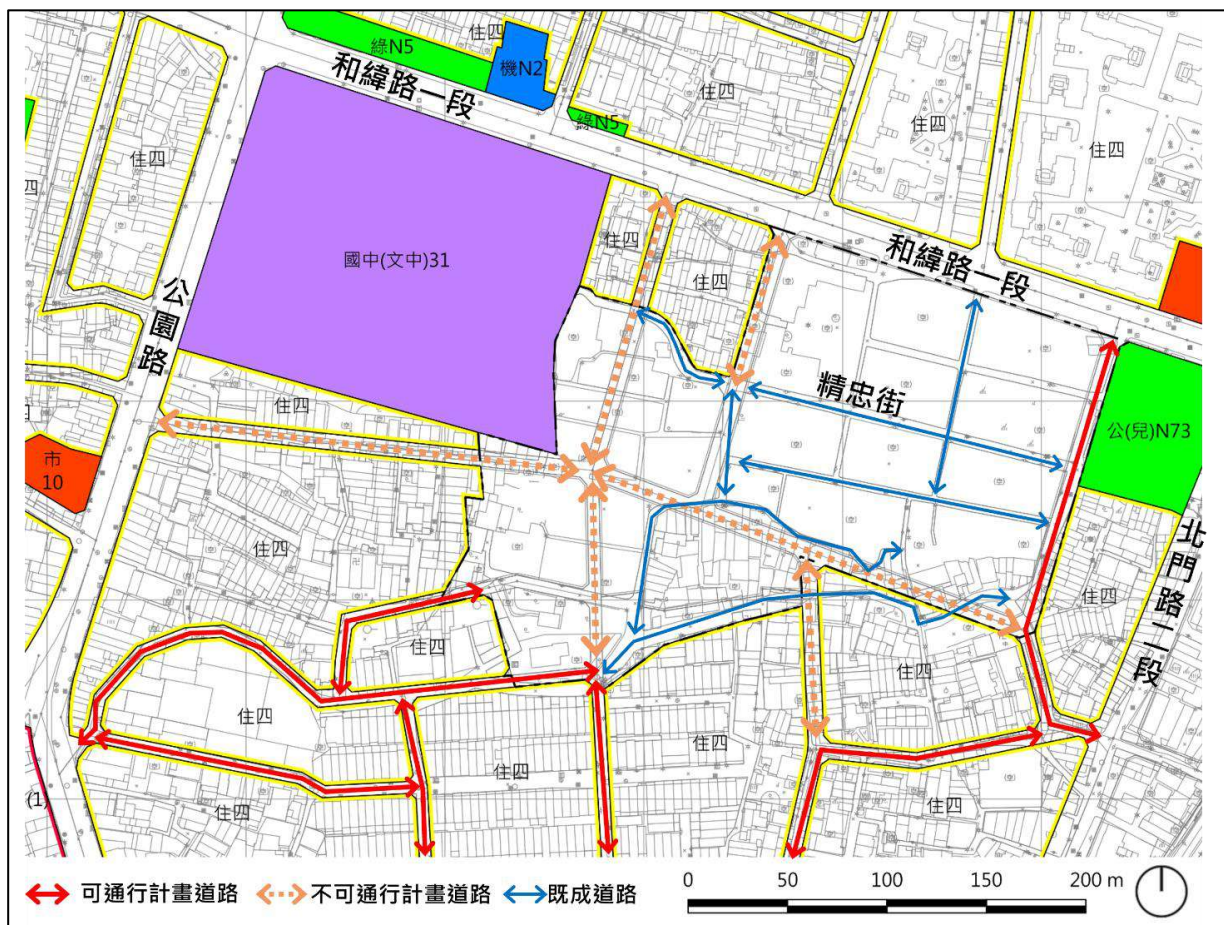 住四
綠N5
機N2
和緯路一段
綠N5
住四
住四
住四
住四
住四
住四
住四
國中(文中)31
和緯路一段
公園路
精忠街
公(兒)N73
住四
市
10
住四
住四
北門路二段
住四
住四
住四
住四
住四
住四
住四
住四
(1)
可通行計畫道路
不可通行計畫道路
既成道路
0
50
100
150
200 m